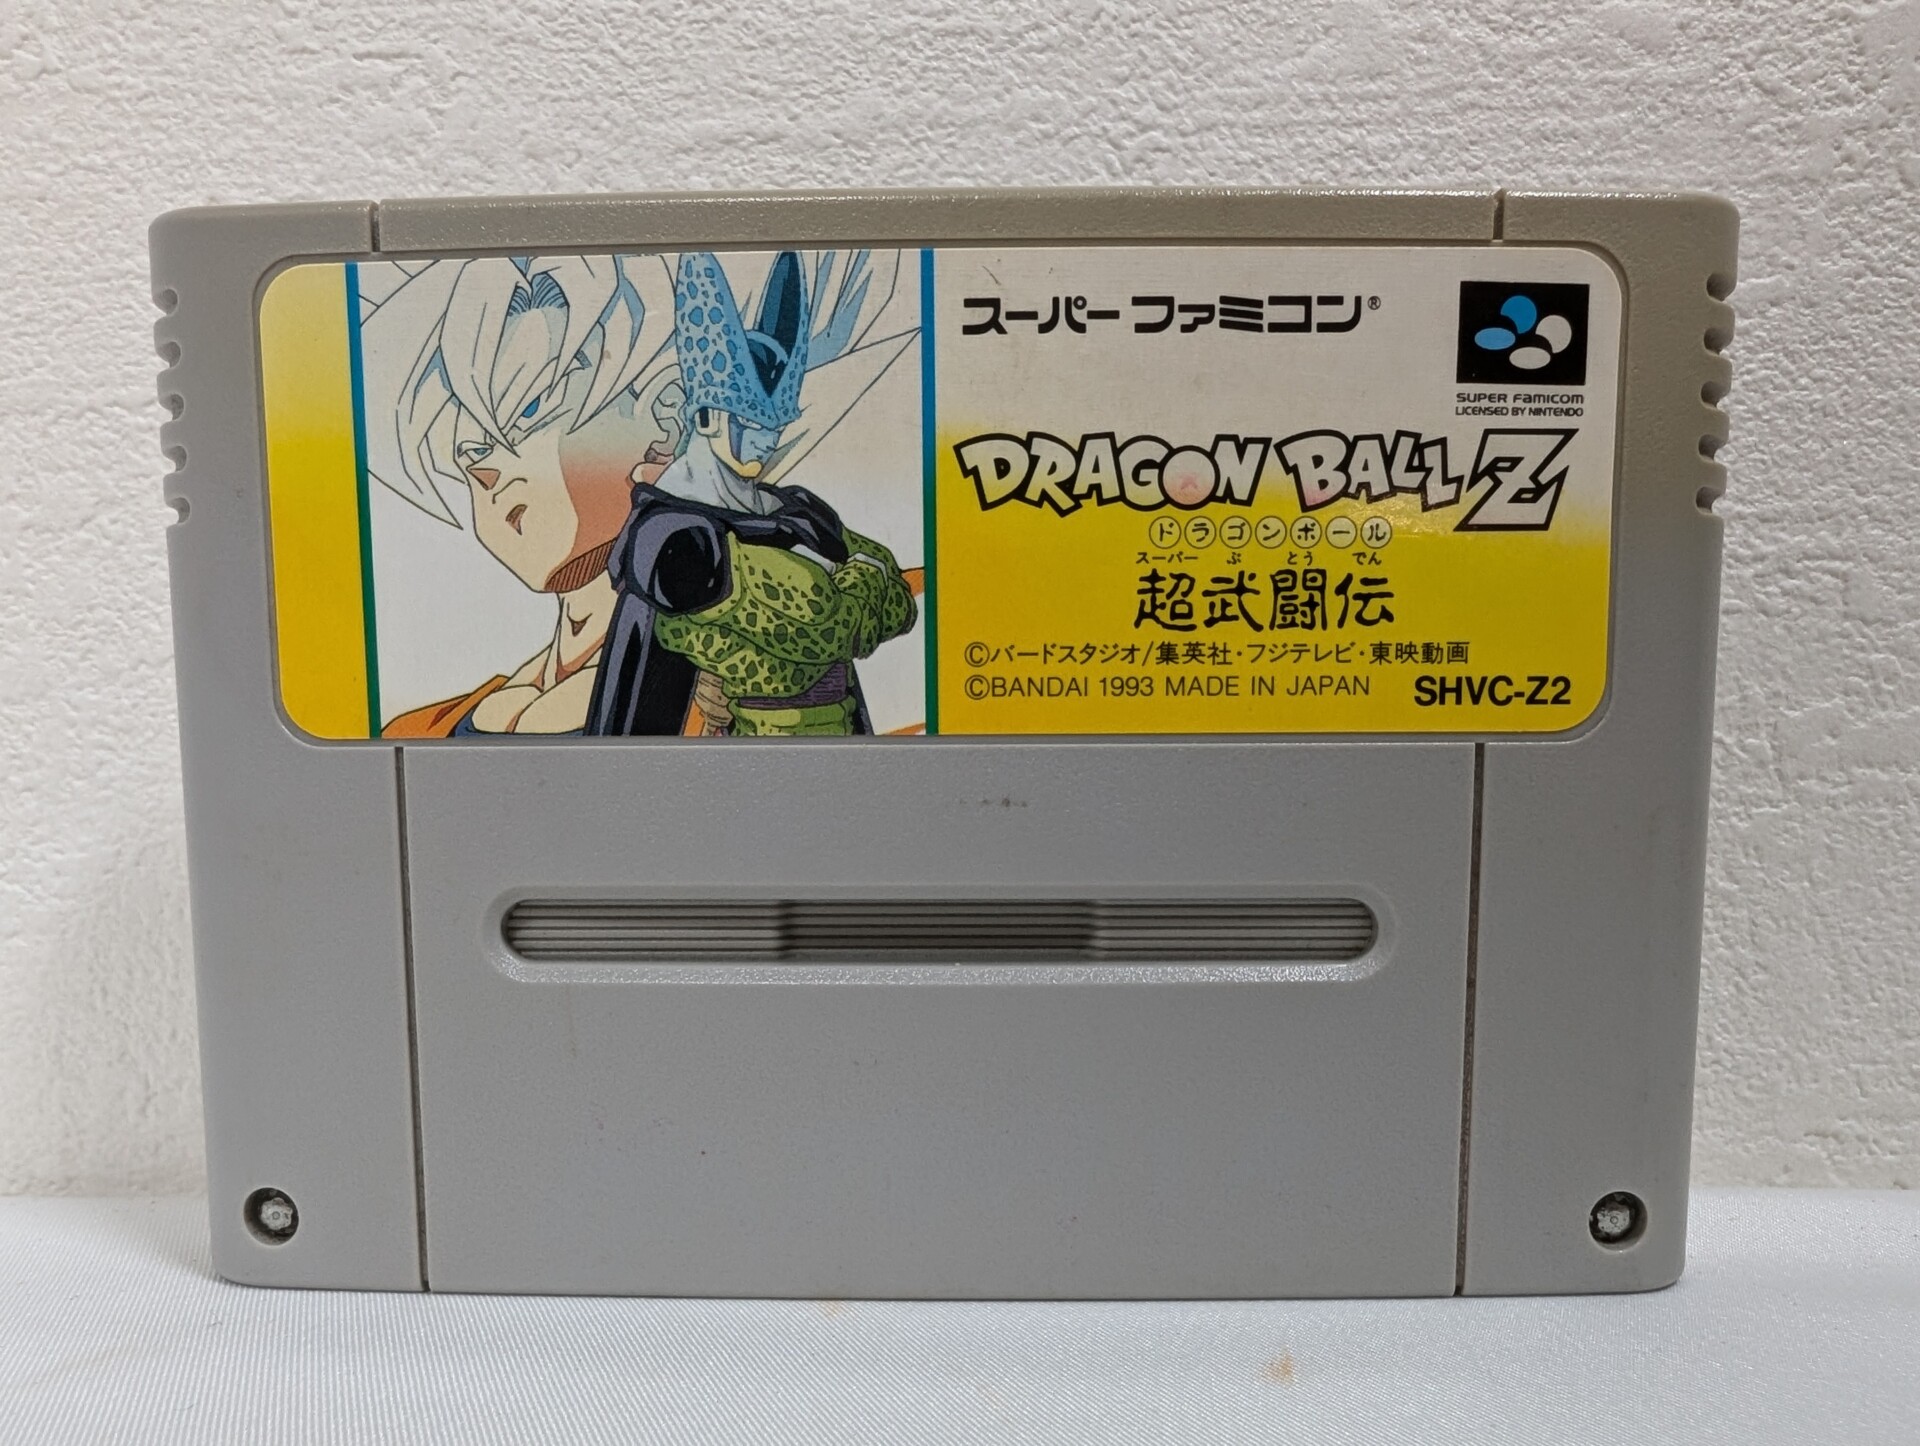 スーパーファミコン®
SUPER FAMICOM
LICENSED BY NINTENDO
DRAGON BALL Z
ドラゴンボール
スーパー ぶ とう でん
超武闘伝
©バードスタジオ/集英社・フジテレビ・東映動画
©BANDAI 1993 MADE IN JAPAN
SHVC-Z2